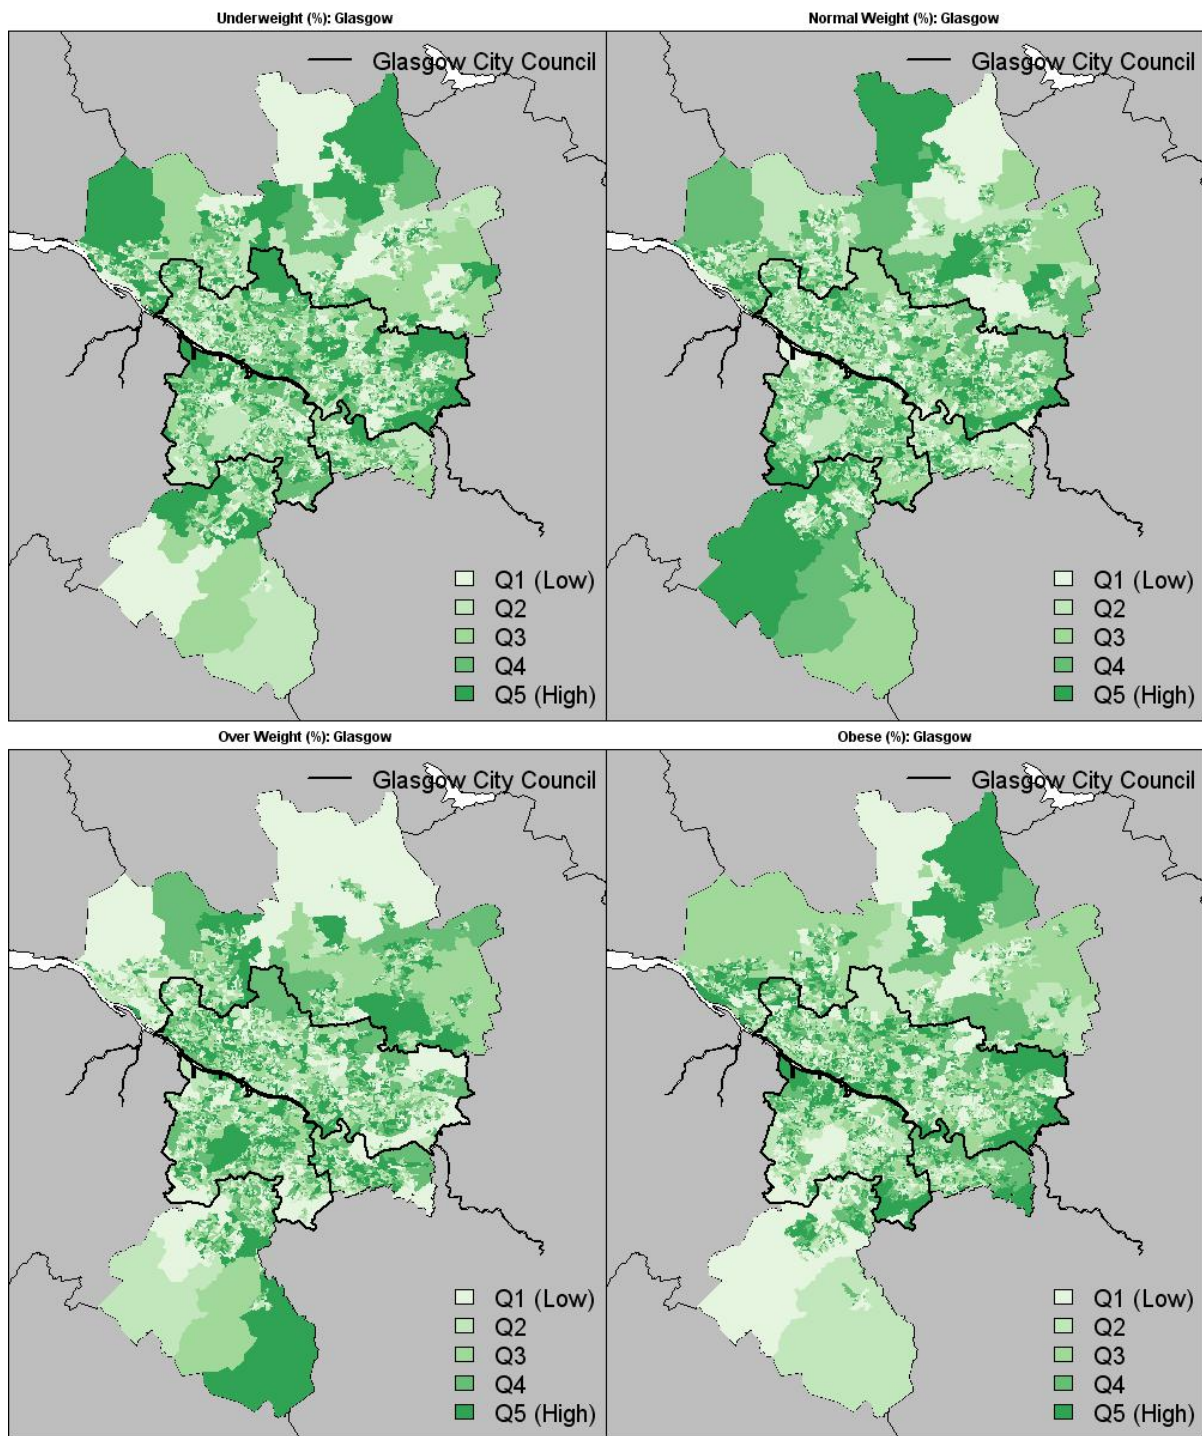 Underweight (%): Glasgow
Glasgow City Council
Q1 (Low)
Q2
Q3
Q4
Q5 (High)
Normal Weight (%): Glasgow
Glasgow City Council
Q1 (Low)
Q2
Q3
Q4
Q5 (High)
Over Weight (%): Glasgow
Glasgow City Council
Q1 (Low)
Q2
Q3
Q4
Q5 (High)
Obese (%): Glasgow
Glasgow City Council
Q1 (Low)
Q2
Q3
Q4
Q5 (High)